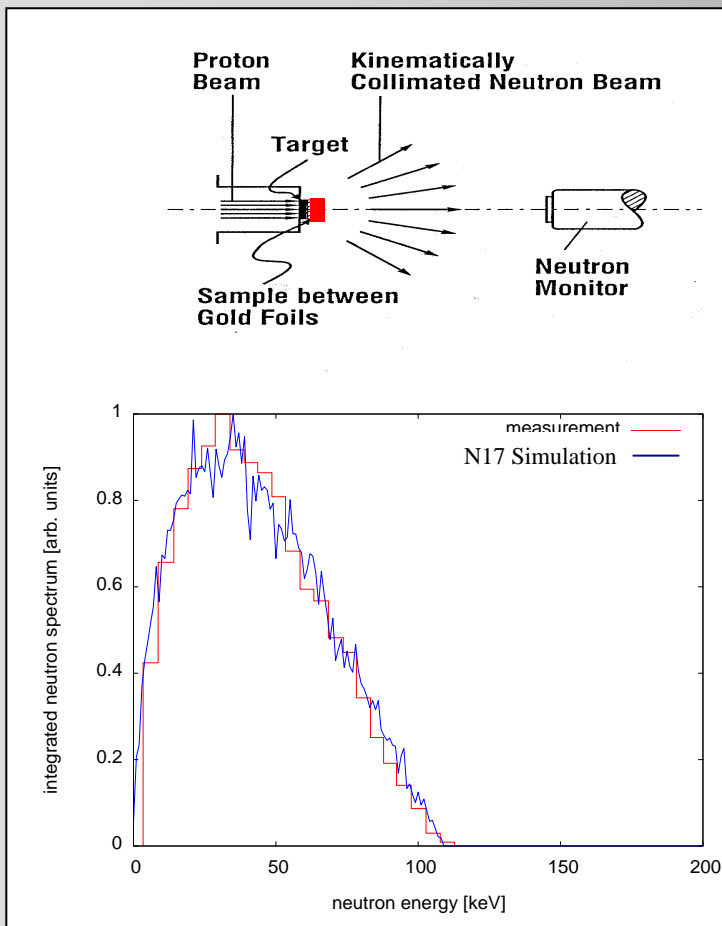 Proton
Beam
Kinematically
Collimated Neutron Beam
Target
Neutron
Monitor
Sample between
Gold Foils
1
0.8
0.6
0.4
0.2
0
integrated neutron spectrum [arb. units]
measurement
N17 Simulation
0
50
100
150
200
neutron energy [keV]